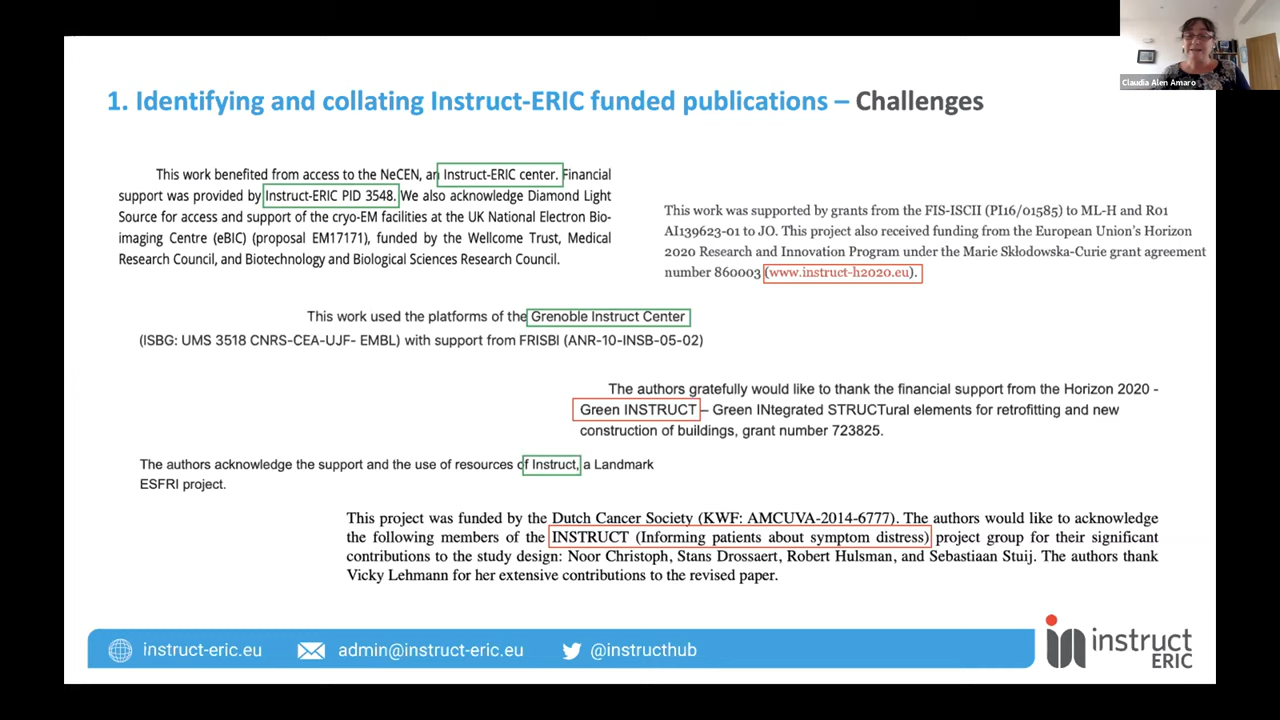 Claudia Alen Amaro
1. Identifying and collating Instruct-ERIC funded publications – Challenges
This work benefited from access to the NeCEN, an Instruct-ERIC center. Financial
support was provided by Instruct-ERIC PID 3548. We also acknowledge Diamond Light
Source for access and support of the cryo-EM facilities at the UK National Electron Bio-
imaging Centre (eBIC) (proposal EM17171), funded by the Wellcome Trust, Medical
Research Council, and Biotechnology and Biological Sciences Research Council.
This work was supported by grants from the FIS-ISCII (PI16/01585) to ML-H and R01
AI139623-01 to JO. This project also received funding from the European Union's Horizon
2020 Research and Innovation Program under the Marie Skłodowska-Curie grant agreement
number 860003 (www.instruct-h2020.eu).
This work used the platforms of the Grenoble Instruct Center
(ISBG: UMS 3518 CNRS-CEA-UJF- EMBL) with support from FRISBI (ANR-10-INSB-05-02)
The authors gratefully would like to thank the financial support from the Horizon 2020 -
Green INSTRUCT – Green INtegrated STRUCTural elements for retrofitting and new
construction of buildings, grant number 723825.
The authors acknowledge the support and the use of resources of Instruct, a Landmark
ESFRI project.
This project was funded by the Dutch Cancer Society (KWF: AMCUVA-2014-6777). The authors would like to acknowledge
the following members of the INSTRUCT (Informing patients about symptom distress) project group for their significant
contributions to the study design: Noor Christoph, Stans Drossaert, Robert Hulsman, and Sebastiaan Stuij. The authors thank
Vicky Lehmann for her extensive contributions to the revised paper.
instruct-eric.eu
admin@instruct-eric.eu
@instructhub
instruct
ERIC